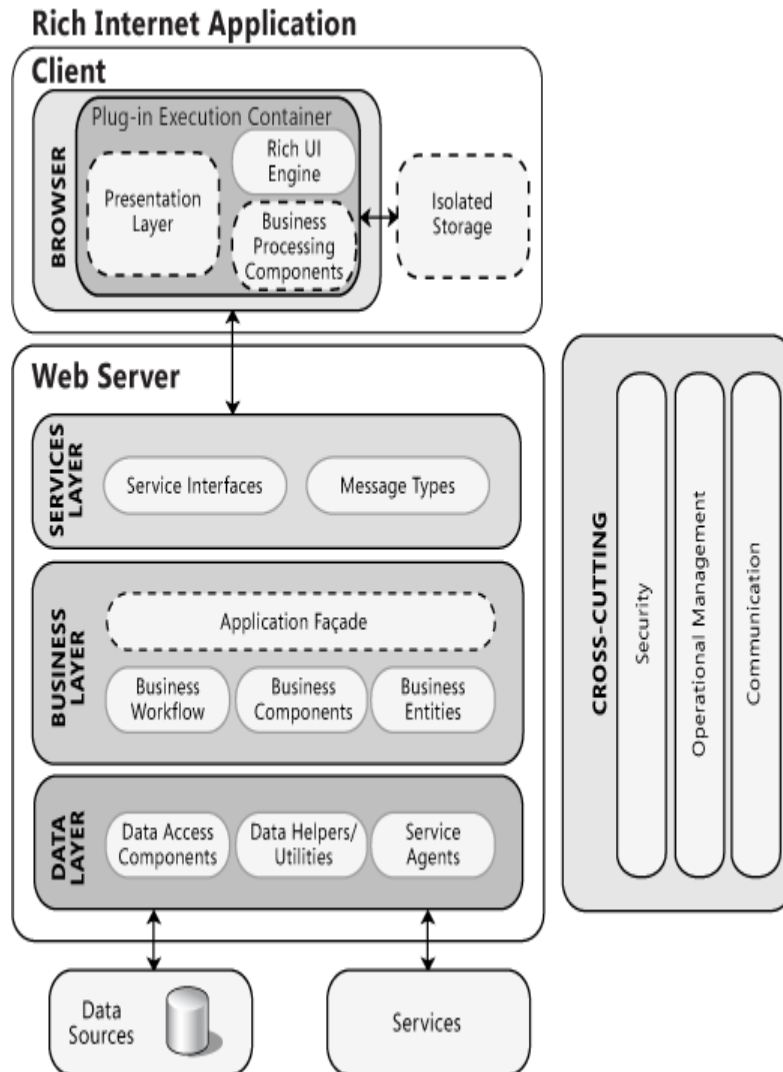 Rich Internet Application
Client
BROWSER
Plug-in Execution Container
Presentation
Layer
Rich UI
Engine
Business
Processing
Components
Isolated
Storage
Web Server
SERVICES
LAYER
Service Interfaces
Message Types
BUSINESS
LAYER
Application Façade
Business
Workflow
Business
Components
Business
Entities
DATA
LAYER
Data Access
Components
Data Helpers/
Utilities
Service
Agents
CROSS-CUTTING
Security
Operational Management
Communication
Data
Sources
Services